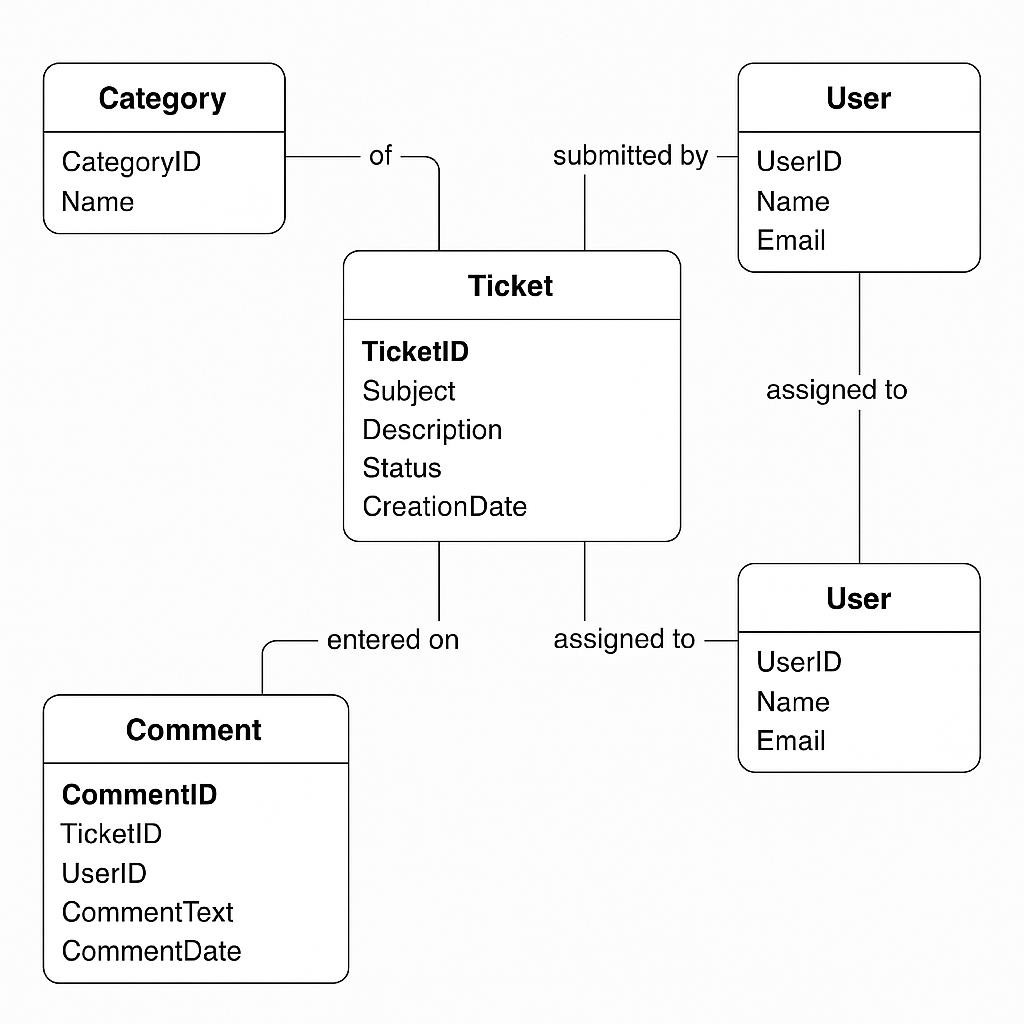 Category
CategoryID
Name
of
submitted by
User
UserID
Name
Email
Ticket
TicketID
Subject
Description
Status
CreationDate
assigned to
entered on
assigned to
User
UserID
Name
Email
Comment
CommentID
TicketID
UserID
CommentText
CommentDate